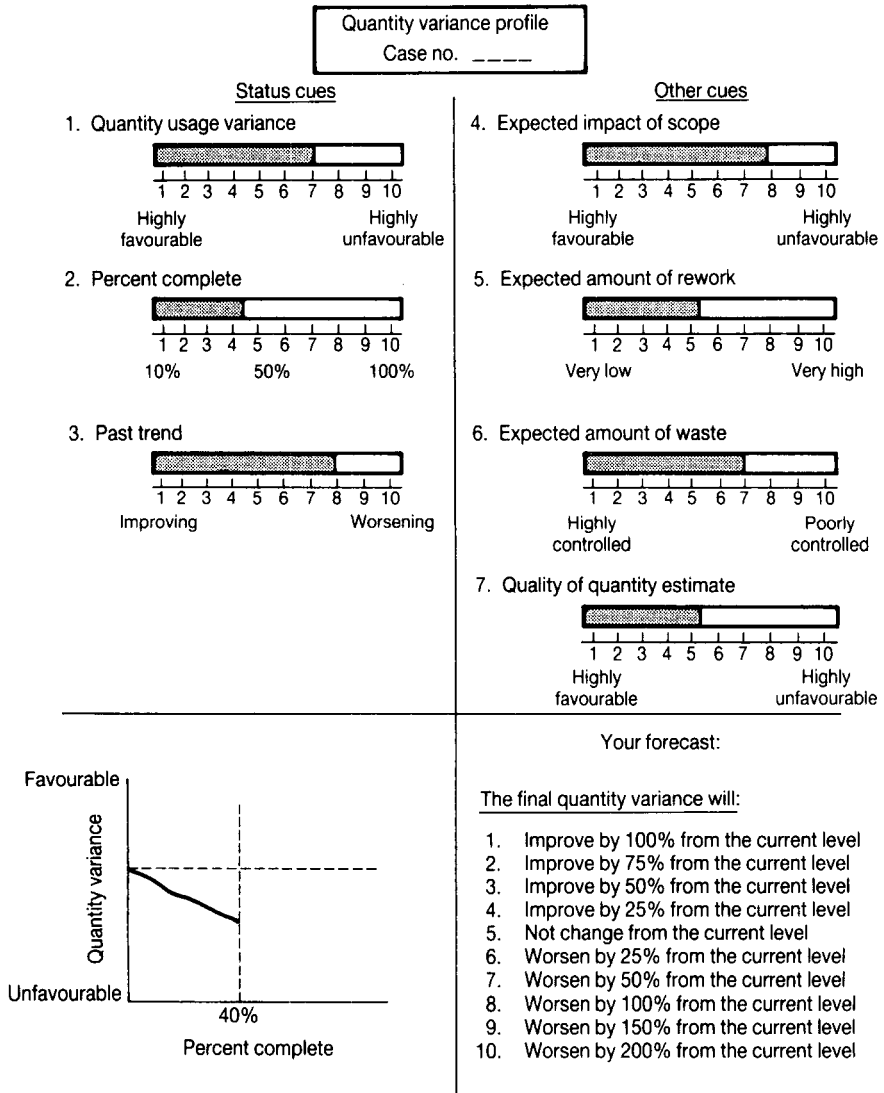 Quantity variance profile
Case no. ____
Status cues
1. Quantity usage variance
1 2 3 4 5 6 7 8 9 10
Highly favourable
Highly unfavourable
2. Percent complete
1 2 3 4 5 6 7 8 9 10
10% 50% 100%
3. Past trend
1 2 3 4 5 6 7 8 9 10
Improving Worsening
Other cues
4. Expected impact of scope
1 2 3 4 5 6 7 8 9 10
Highly favourable
Highly unfavourable
5. Expected amount of rework
1 2 3 4 5 6 7 8 9 10
Very low Very high
6. Expected amount of waste
1 2 3 4 5 6 7 8 9 10
Highly controlled
Poorly controlled
7. Quality of quantity estimate
1 2 3 4 5 6 7 8 9 10
Highly favourable
Highly unfavourable
Favourable
Quantity variance
Unfavourable
40%
Percent complete
Your forecast:
The final quantity variance will:
1. Improve by 100% from the current level
2. Improve by 75% from the current level
3. Improve by 50% from the current level
4. Improve by 25% from the current level
5. Not change from the current level
6. Worsen by 25% from the current level
7. Worsen by 50% from the current level
8. Worsen by 100% from the current level
9. Worsen by 150% from the current level
10. Worsen by 200% from the current level